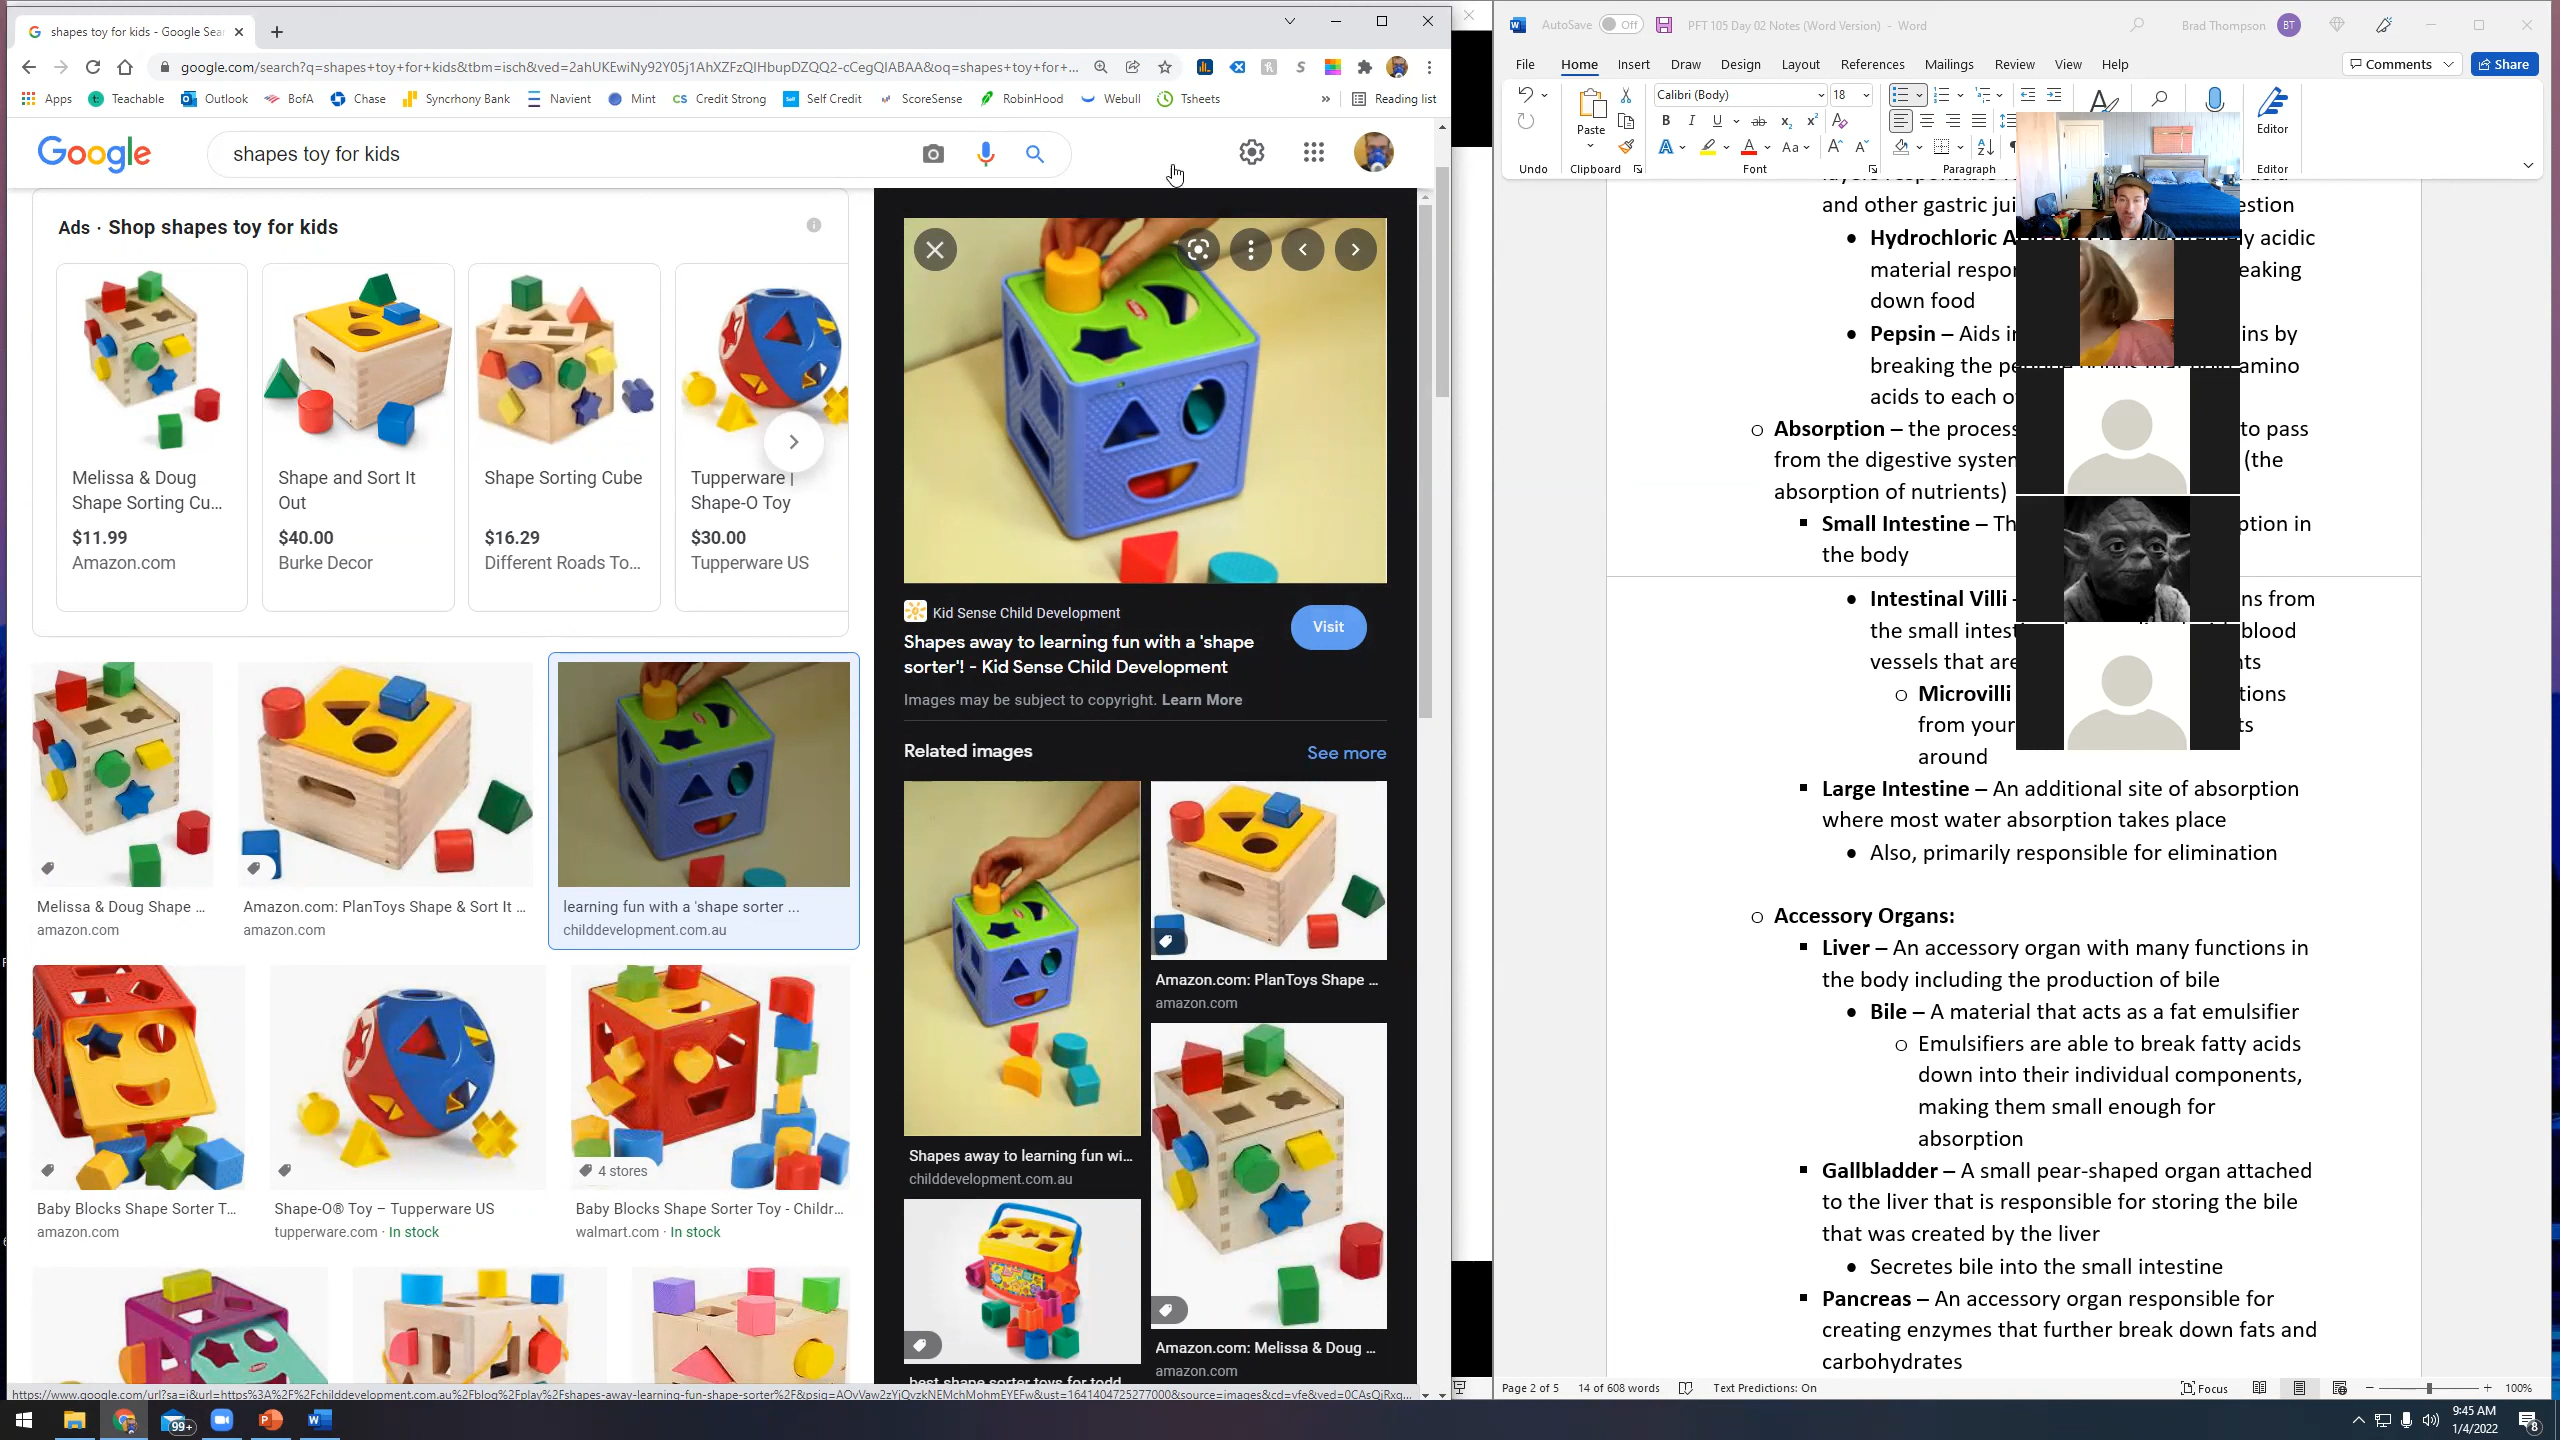 shapes toy for kids - Google Sear
google.com/search?q=shapes+toy+for+kids&tbm=isch&ved=2ahUKEwiNy92Y05j1AhXZFzQIHbupDZQQ2-cCegQIABAA&oq=shapes+toy+for+...
Apps Teachable Outlook BofA Chase Syncrhony Bank Navient Mint CS Credit Strong Self Credit ScoreSense RobinHood Webull Tsheets » Reading list
Google
shapes toy for kids
Ads · Shop shapes toy for kids
Melissa & Doug
Shape Sorting Cu...
$11.99
Amazon.com
Shape and Sort It
Out
$40.00
Burke Decor
Shape Sorting Cube
$16.29
Different Roads To...
Tupperware |
Shape-O Toy
$30.00
Tupperware US
Melissa & Doug Shape ...
amazon.com
Amazon.com: PlanToys Shape & Sort It ...
amazon.com
learning fun with a 'shape sorter ...
childdevelopment.com.au
Baby Blocks Shape Sorter T...
amazon.com
Shape-O® Toy – Tupperware US
tupperware.com · In stock
4 stores
Baby Blocks Shape Sorter Toy - Childr...
walmart.com · In stock
Kid Sense Child Development
Visit
Shapes away to learning fun with a 'shape
sorter'! - Kid Sense Child Development
Images may be subject to copyright. Learn More
Related images
See more
Shapes away to learning fun wi...
childdevelopment.com.au
Amazon.com: PlanToys Shape ...
amazon.com
Amazon.com: Melissa & Doug ...
amazon.com
best shape sorter toys for todd
AutoSave Off PFT 105 Day 02 Notes (Word Version) - Word Brad Thompson BT
File Home Insert Draw Design Layout References Mailings Review View Help Comments Share
Calibri (Body) 18
Paste
Editor
Undo Clipboard Font Paragraph Editor
and other gastric jui estion
• Hydrochloric A y acidic
material respon eaking
down food
• Pepsin – Aids in ins by
breaking the pe amino
acids to each o
o Absorption – the process to pass
from the digestive system (the
absorption of nutrients)
▪ Small Intestine – Th ption in
the body
• Intestinal Villi - ns from
the small intest blood
vessels that are ts
o Microvilli tions
from your ts
around
▪ Large Intestine – An additional site of absorption
where most water absorption takes place
• Also, primarily responsible for elimination
o Accessory Organs:
▪ Liver – An accessory organ with many functions in
the body including the production of bile
• Bile – A material that acts as a fat emulsifier
o Emulsifiers are able to break fatty acids
down into their individual components,
making them small enough for
absorption
▪ Gallbladder – A small pear-shaped organ attached
to the liver that is responsible for storing the bile
that was created by the liver
• Secretes bile into the small intestine
▪ Pancreas – An accessory organ responsible for
creating enzymes that further break down fats and
carbohydrates
Page 2 of 5 14 of 608 words Text Predictions: On Focus 100%
99+
9:45 AM
1/4/2022
8